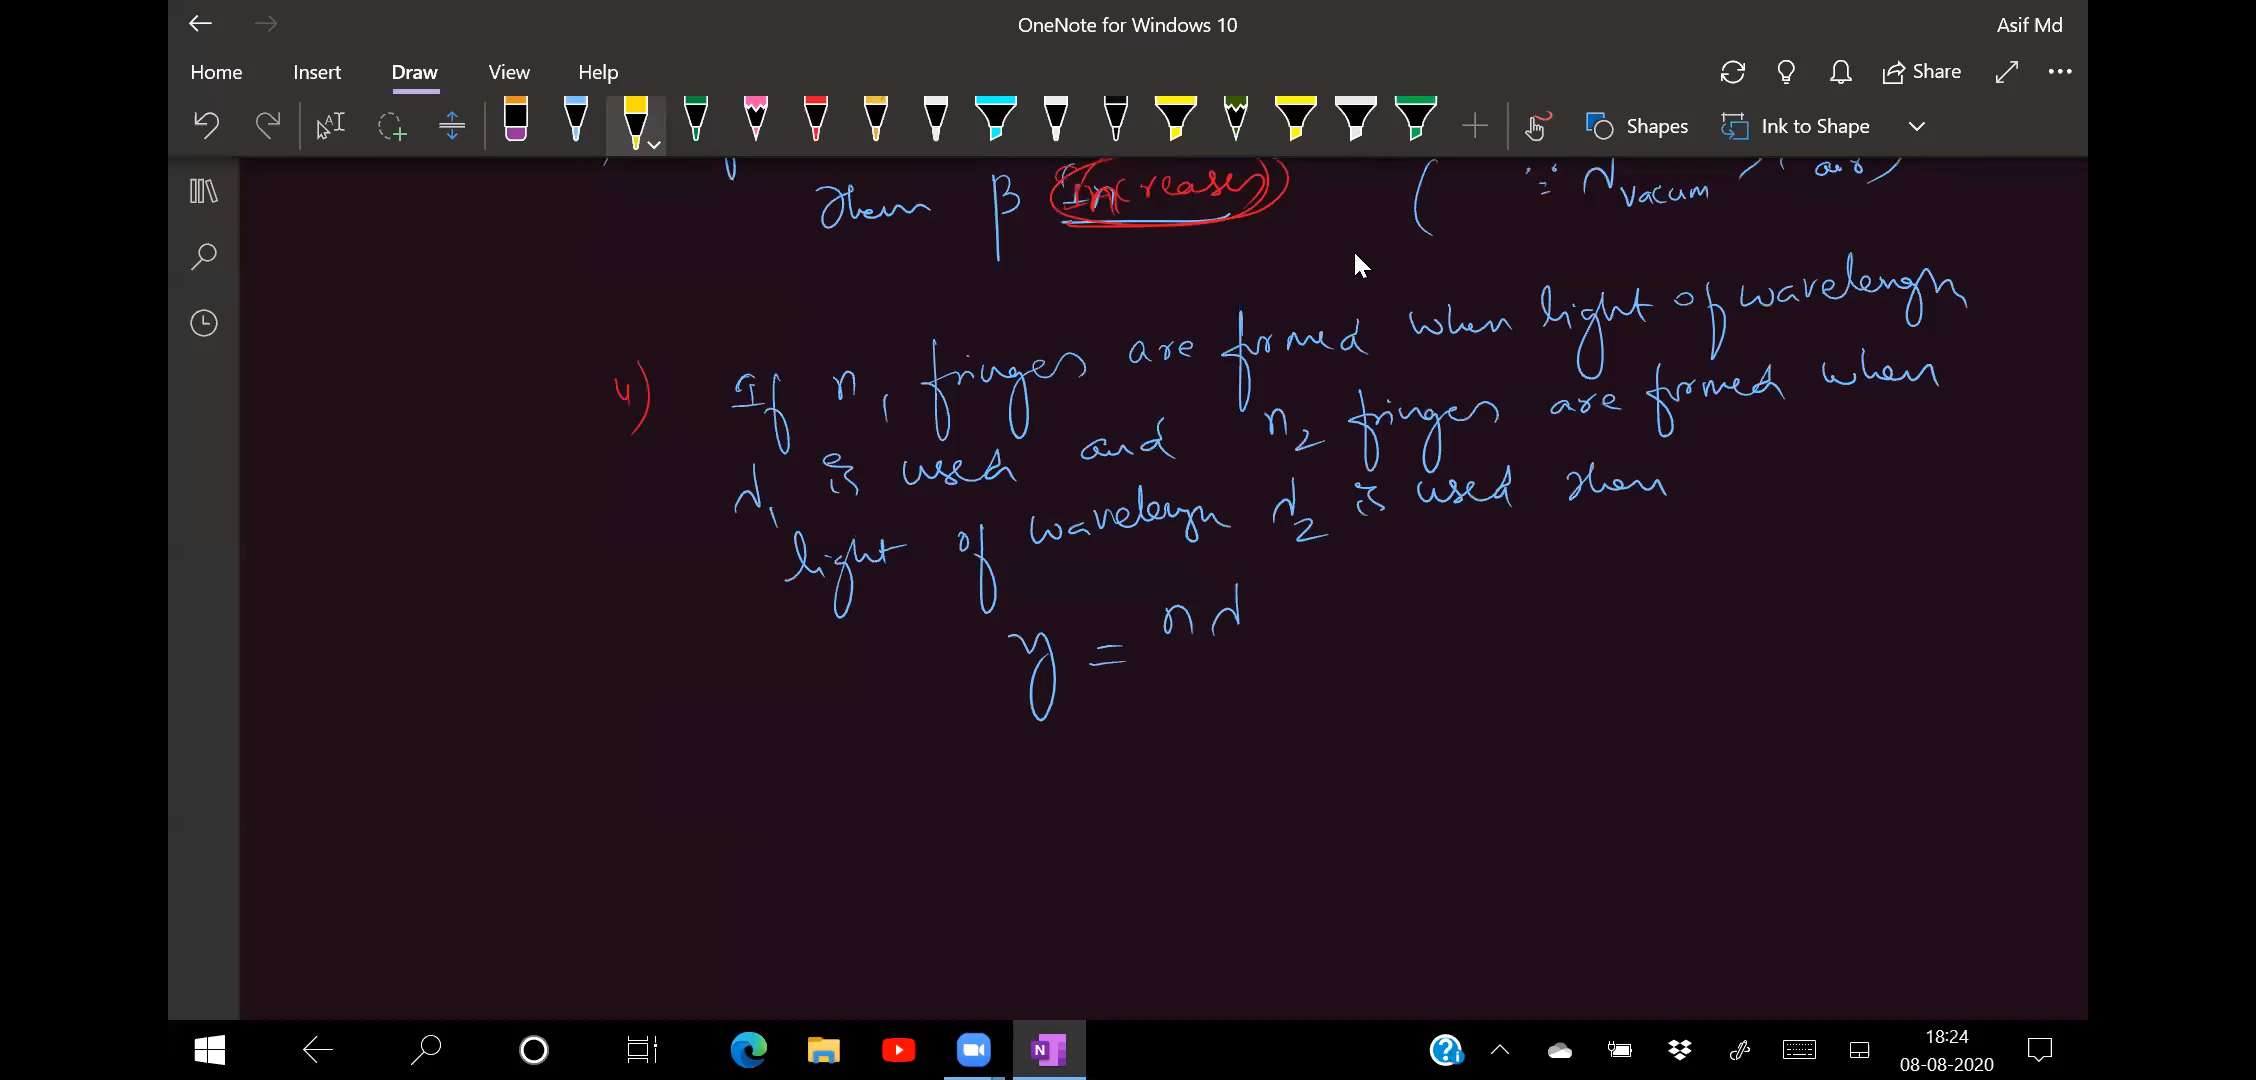 OneNote for Windows 10
Asif Md
Home Insert Draw View Help
Share
Shapes Ink to Shape
then β Increases ( ∵ λvacum > λair)
4) If n1 fringes are formed when light of wavelength
λ1 is used and n2 fringes are formed when
light of wavelength λ2 is used then
y = nλ
18:24
08-08-2020